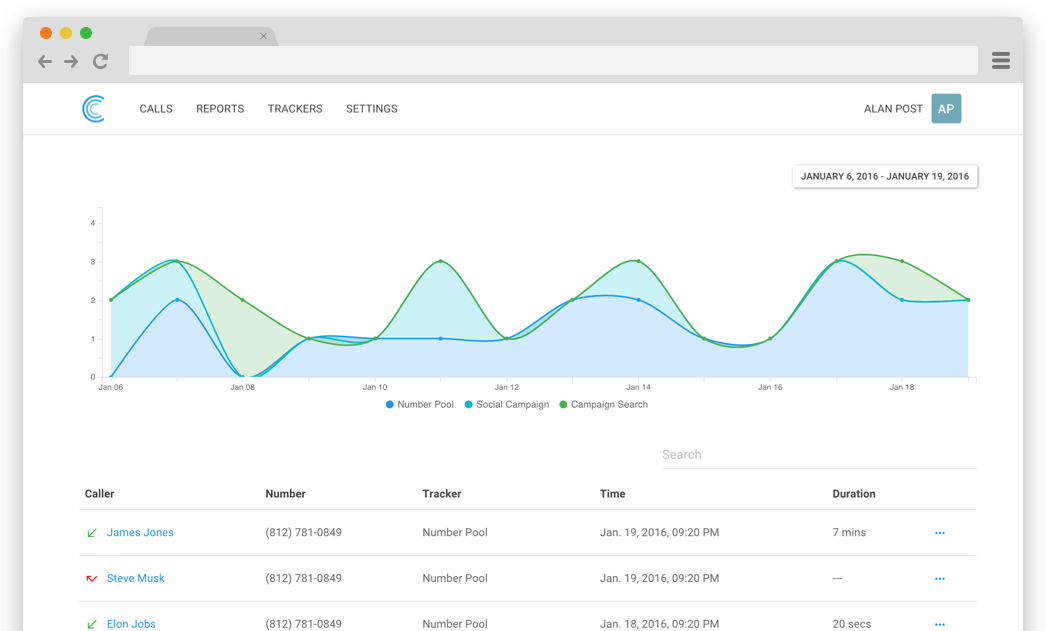 CALLS REPORTS TRACKERS SETTINGS ALAN POST AP
JANUARY 6, 2016 - JANUARY 19, 2016
4
3
2
1
0
Jan 06 Jan 08 Jan 10 Jan 12 Jan 14 Jan 16 Jan 18
Number Pool Social Campaign Campaign Search
Search
Caller Number Tracker Time Duration
James Jones (812) 781-0849 Number Pool Jan. 19, 2016, 09:20 PM 7 mins ...
Steve Musk (812) 781-0849 Number Pool Jan. 19, 2016, 09:20 PM --- ...
Elon Jobs (812) 781-0849 Number Pool Jan. 18, 2016, 09:20 PM 20 secs ...